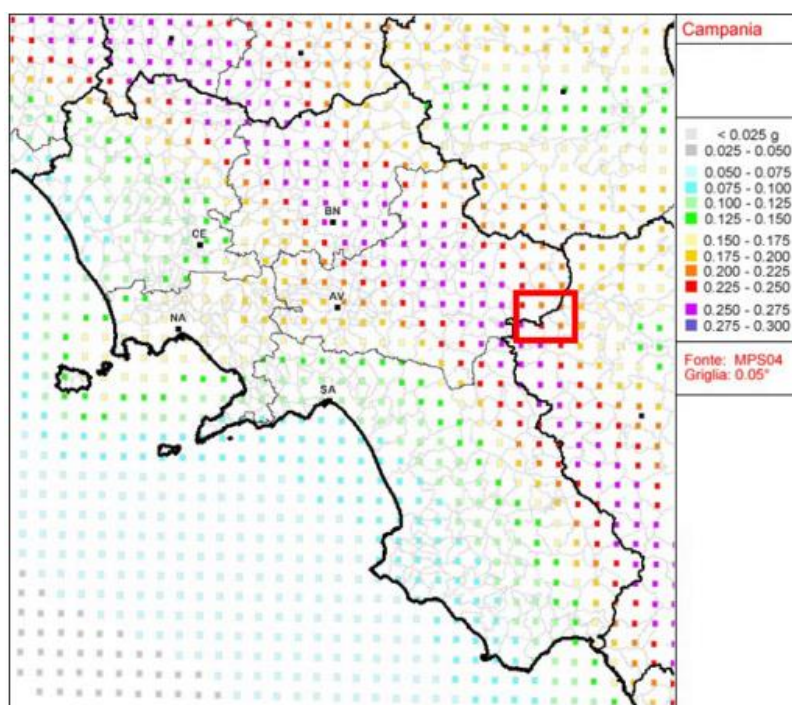 Campania
< 0.025 g
0.025 - 0.050
0.050 - 0.075
0.075 - 0.100
0.100 - 0.125
0.125 - 0.150
0.150 - 0.175
0.175 - 0.200
0.200 - 0.225
0.225 - 0.250
0.250 - 0.275
0.275 - 0.300
Fonte: MPS04
Griglia: 0.05°
BN
CE
AV
NA
SA